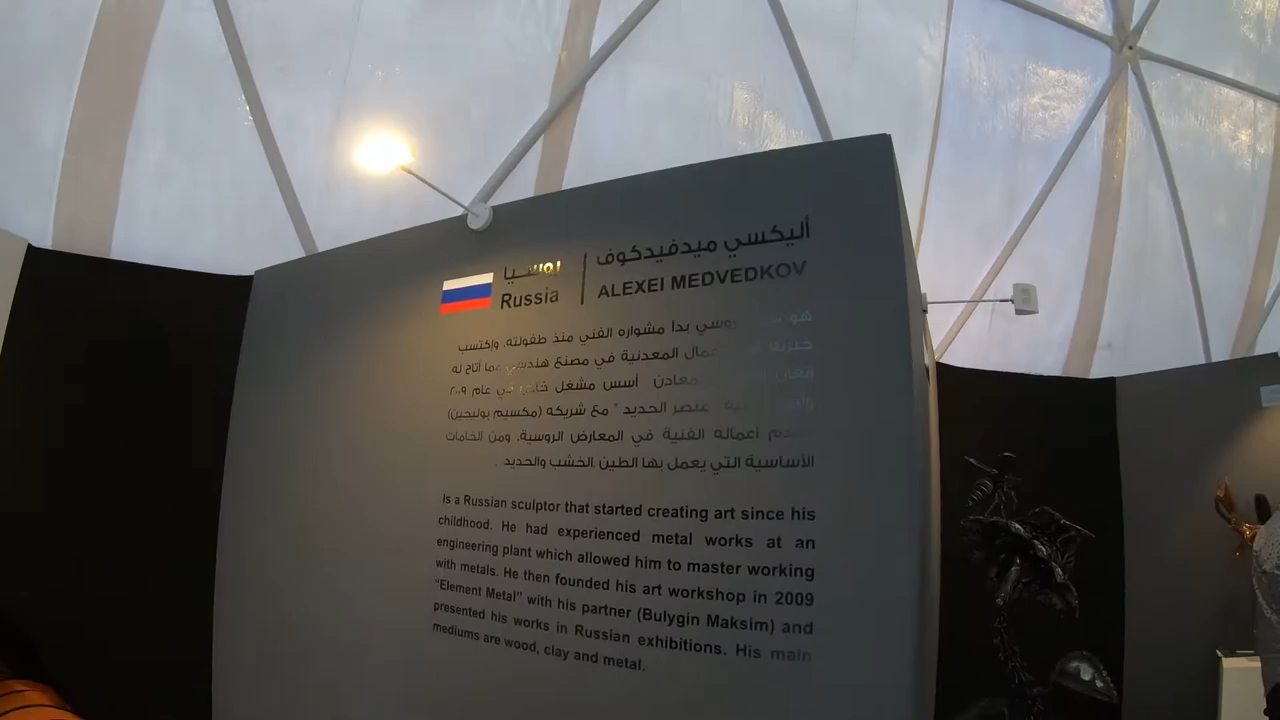 أليكسي ميدفيدكوف
ALEXEI MEDVEDKOV
روسيا
Russia
هو روسي بدأ مشواره الفني منذ طفولته، وإكتسب
في مصنع هندسي مما أتاح له
أسس مشغل في عام ٢٠٠٩
عنصر الحديد " مع شريكه (مكسيم بوليجين)
أعماله الفنية في المعارض الروسية، ومن الخامات
الأساسية التي يعمل بها الطين، الخشب والحديد .
Is a Russian sculptor that started creating art since his
childhood. He had experienced metal works at an
engineering plant which allowed him to master working
with metals. He then founded his art workshop in 2009
"Element Metal" with his partner (Bulygin Maksim) and
presented his works in Russian exhibitions. His main
mediums are wood, clay and metal.